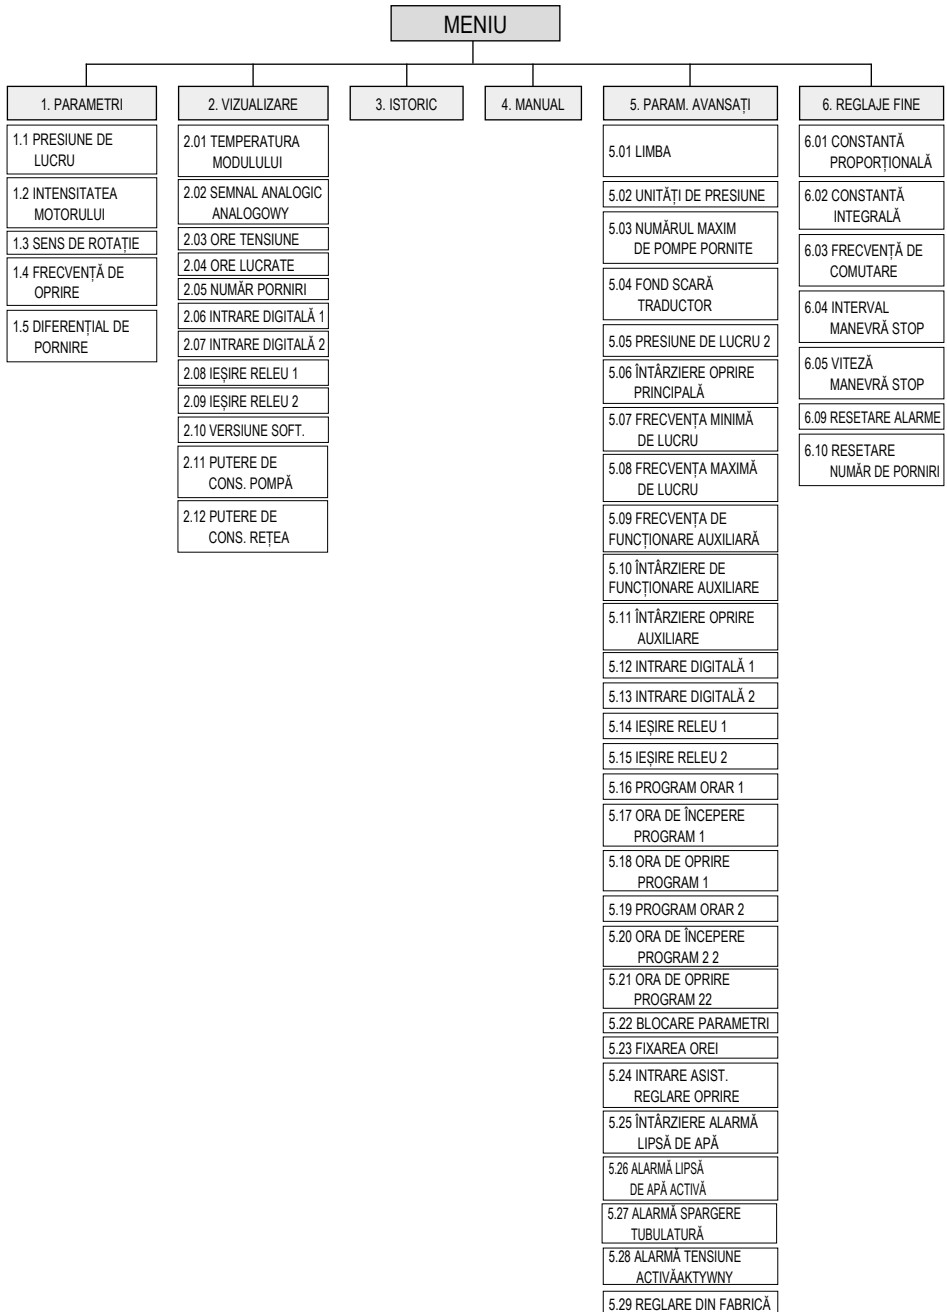 MENIU
1. PARAMETRI
1.1 PRESIUNE DE
LUCRU
1.2 INTENSITATEA
MOTORULUI
1.3 SENS DE ROTAȚIE
1.4 FRECVENȚĂ DE
OPRIRE
1.5 DIFERENȚIAL DE
PORNIRE
2. VIZUALIZARE
2.01 TEMPERATURA
MODULULUI
2.02 SEMNAL ANALOGIC
ANALOGOWY
2.03 ORE TENSIUNE
2.04 ORE LUCRATE
2.05 NUMĂR PORNIRI
2.06 INTRARE DIGITALĂ 1
2.07 INTRARE DIGITALĂ 2
2.08 IEȘIRE RELEU 1
2.09 IEȘIRE RELEU 2
2.10 VERSIUNE SOFT.
2.11 PUTERE DE
CONS. POMPĂ
2.12 PUTERE DE
CONS. REȚEA
3. ISTORIC
4. MANUAL
5. PARAM. AVANSAȚI
5.01 LIMBA
5.02 UNITĂȚI DE PRESIUNE
5.03 NUMĂRUL MAXIM
DE POMPE PORNITE
5.04 FOND SCARĂ
TRADUCTOR
5.05 PRESIUNE DE LUCRU 2
5.06 ÎNTÂRZIERE OPRIRE
PRINCIPALĂ
5.07 FRECVENȚA MINIMĂ
DE LUCRU
5.08 FRECVENȚA MAXIMĂ
DE LUCRU
5.09 FRECVENȚA DE
FUNCȚIONARE AUXILIARĂ
5.10 ÎNTÂRZIERE DE
FUNCȚIONARE AUXILIARE
5.11 ÎNTÂRZIERE OPRIRE
AUXILIARE
5.12 INTRARE DIGITALĂ 1
5.13 INTRARE DIGITALĂ 2
5.14 IEȘIRE RELEU 1
5.15 IEȘIRE RELEU 2
5.16 PROGRAM ORAR 1
5.17 ORA DE ÎNCEPERE
PROGRAM 1
5.18 ORA DE OPRIRE
PROGRAM 1
5.19 PROGRAM ORAR 2
5.20 ORA DE ÎNCEPERE
PROGRAM 2 2
5.21 ORA DE OPRIRE
PROGRAM 22
5.22 BLOCARE PARAMETRI
5.23 FIXAREA OREI
5.24 INTRARE ASIST.
REGLARE OPRIRE
5.25 ÎNTÂRZIERE ALARMĂ
LIPSĂ DE APĂ
5.26 ALARMĂ LIPSĂ
DE APĂ ACTIVĂ
5.27 ALARMĂ SPARGERE
TUBULATURĂ
5.28 ALARMĂ TENSIUNE
ACTIVĂAKTYWNY
5.29 REGLARE DIN FABRICĂ
6. REGLAJE FINE
6.01 CONSTANTĂ
PROPORȚIONALĂ
6.02 CONSTANTĂ
INTEGRALĂ
6.03 FRECVENȚĂ DE
COMUTARE
6.04 INTERVAL
MANEVRĂ STOP
6.05 VITEZĂ
MANEVRĂ STOP
6.09 RESETARE ALARME
6.10 RESETARE
NUMĂR DE PORNIRI